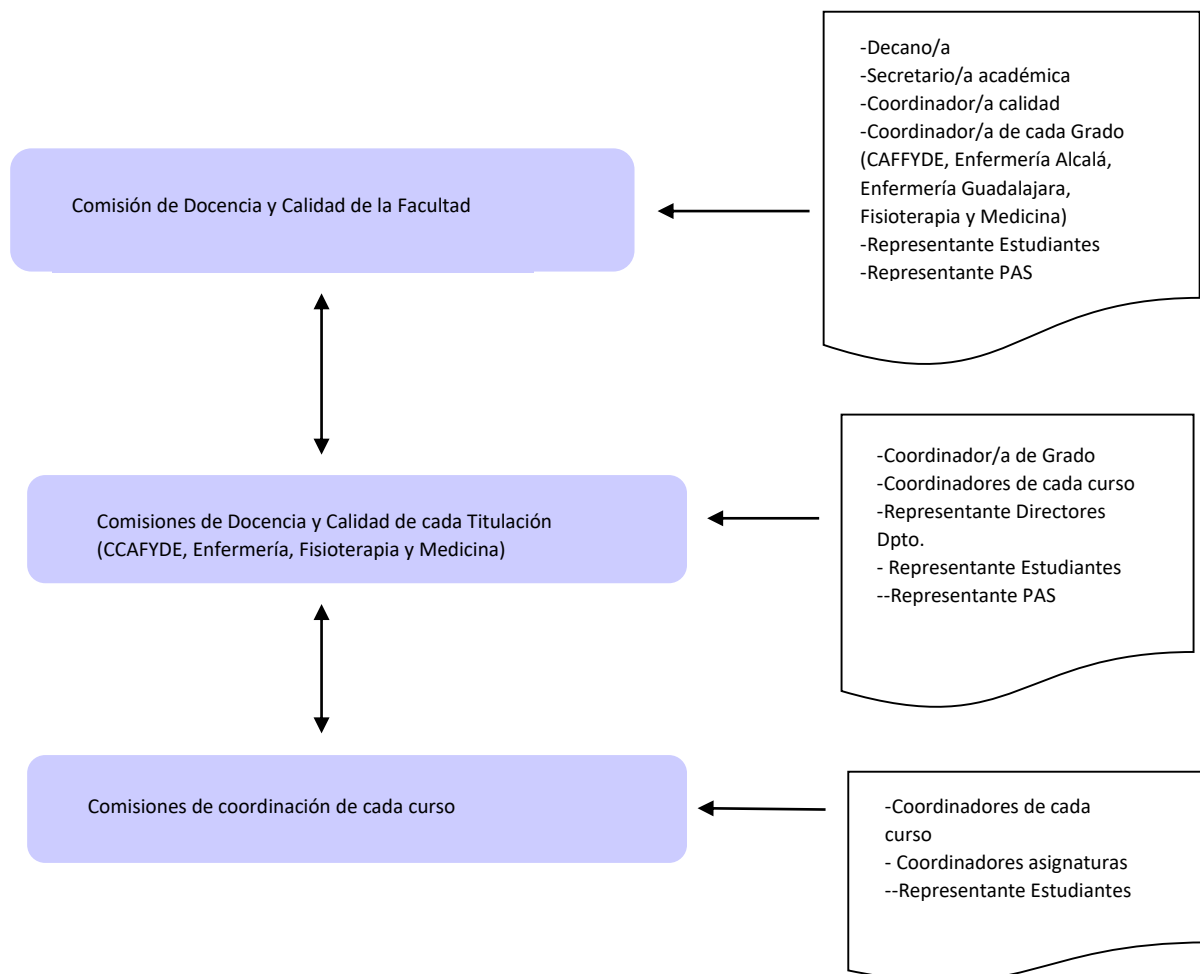 -Decano/a
-Secretario/a académica
-Coordinador/a calidad
-Coordinador/a de cada Grado
(CAFFYDE, Enfermería Alcalá,
Enfermería Guadalajara,
Fisioterapia y Medicina)
-Representante Estudiantes
-Representante PAS
Comisión de Docencia y Calidad de la Facultad
-Coordinador/a de Grado
-Coordinadores de cada curso
-Representante Directores
Dpto.
- Representante Estudiantes
--Representante PAS
Comisiones de Docencia y Calidad de cada Titulación
(CCAFYDE, Enfermería, Fisioterapia y Medicina)
Comisiones de coordinación de cada curso
-Coordinadores de cada
curso
- Coordinadores asignaturas
--Representante Estudiantes